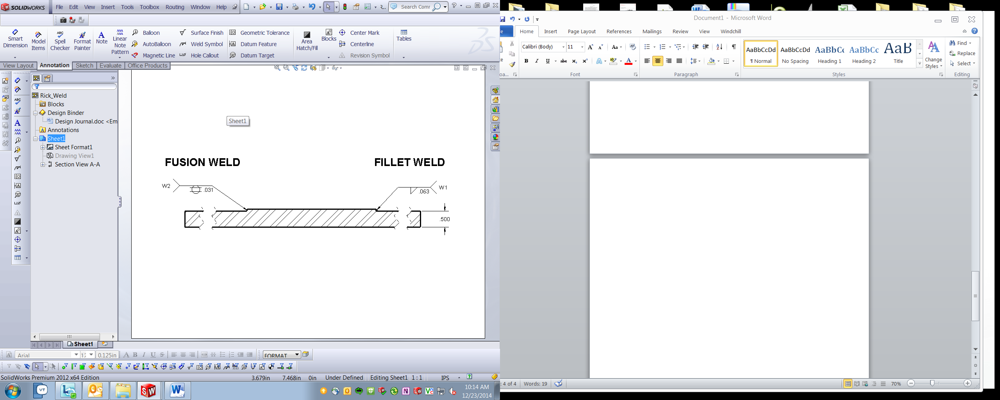 SOLIDWORKS File Edit View Insert Tools Toolbox Routing Window Help
Search Comr
Smart Dimension
Model Items
ABC
Spell Checker
Format Painter
Note
Linear Note Pattern
Balloon
AutoBalloon
Magnetic Line
Surface Finish
Weld Symbol
Hole Callout
Geometric Tolerance
Datum Feature
Datum Target
Area Hatch/Fill
Blocks
Center Mark
Centerline
Revision Symbol
Tables
View Layout Annotation Sketch Evaluate Office Products
Rick_Weld
Blocks
Design Binder
Design Journal.doc <Em
Annotations
Sheet1
Sheet Format1
Drawing View1
Section View A-A
Sheet1
FUSION WELD
FILLET WELD
W2
.031
.063
W1
.500
Sheet1
Arial
0.125in
FORMAT
SolidWorks Premium 2012 x64 Edition
3.679in 7.468in 0in Under Defined Editing Sheet1 1 : 1 IPS
10:14 AM
12/23/2014
Document1 - Microsoft Word
Home Insert Page Layout References Mailings Review View Windchill
Calibri (Body) 11
Font
Paragraph
AaBbCcDd
¶ Normal
AaBbCcDd
No Spacing
AaBbCc
Heading 1
AaBbCc
Heading 2
AaB
Title
Change Styles
Styles
Find
Replace
Select
Editing
: 4 of 4 Words: 19
70%